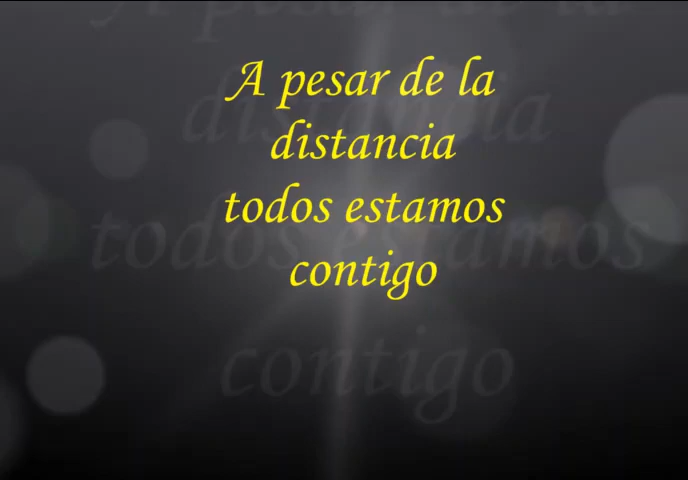 A pesar de la
distancia
todos estamos
contigo